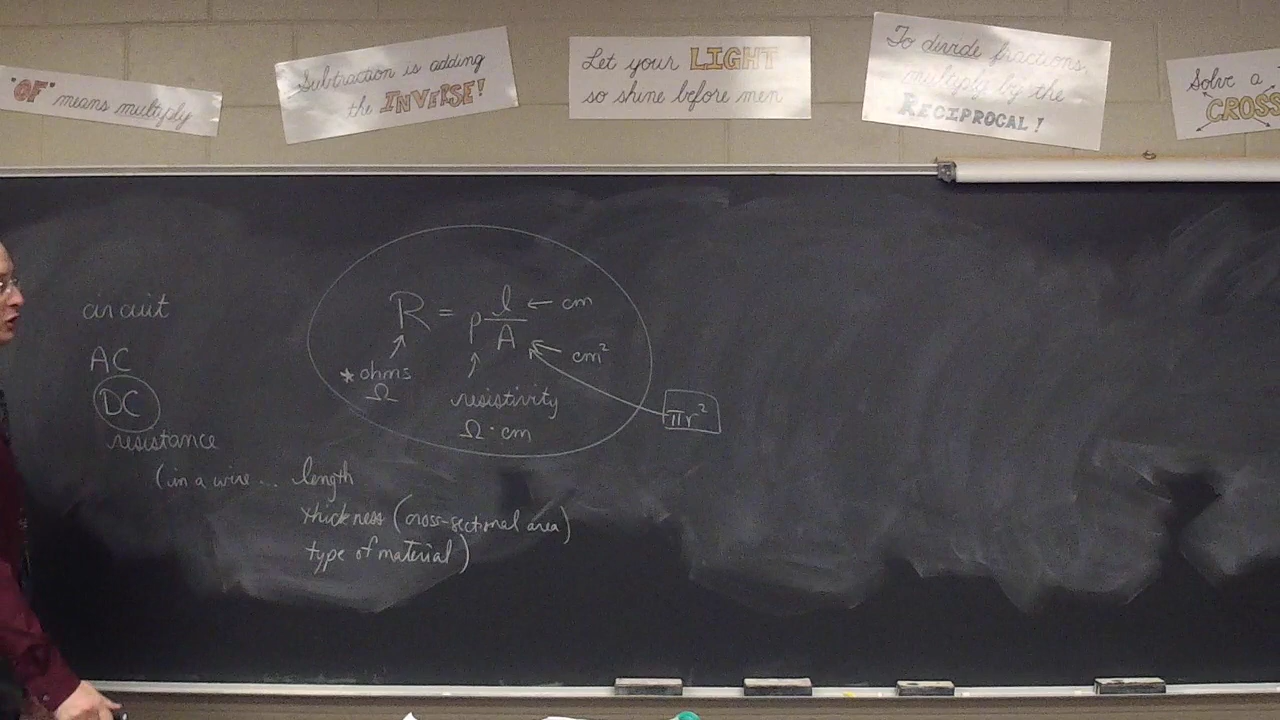 "OF" means multiply
Subtraction is adding
the INVERSE!
Let your LIGHT
so shine before men
To divide fractions,
multiply by the
RECIPROCAL!
Solve a
CROSS
circuit
AC
DC
resistance
(in a wire... length
thickness (cross-sectional area)
type of material)
R = ρ l/A
← cm
cm²
* ohms
Ω
resistivity
Ω·cm
πr²